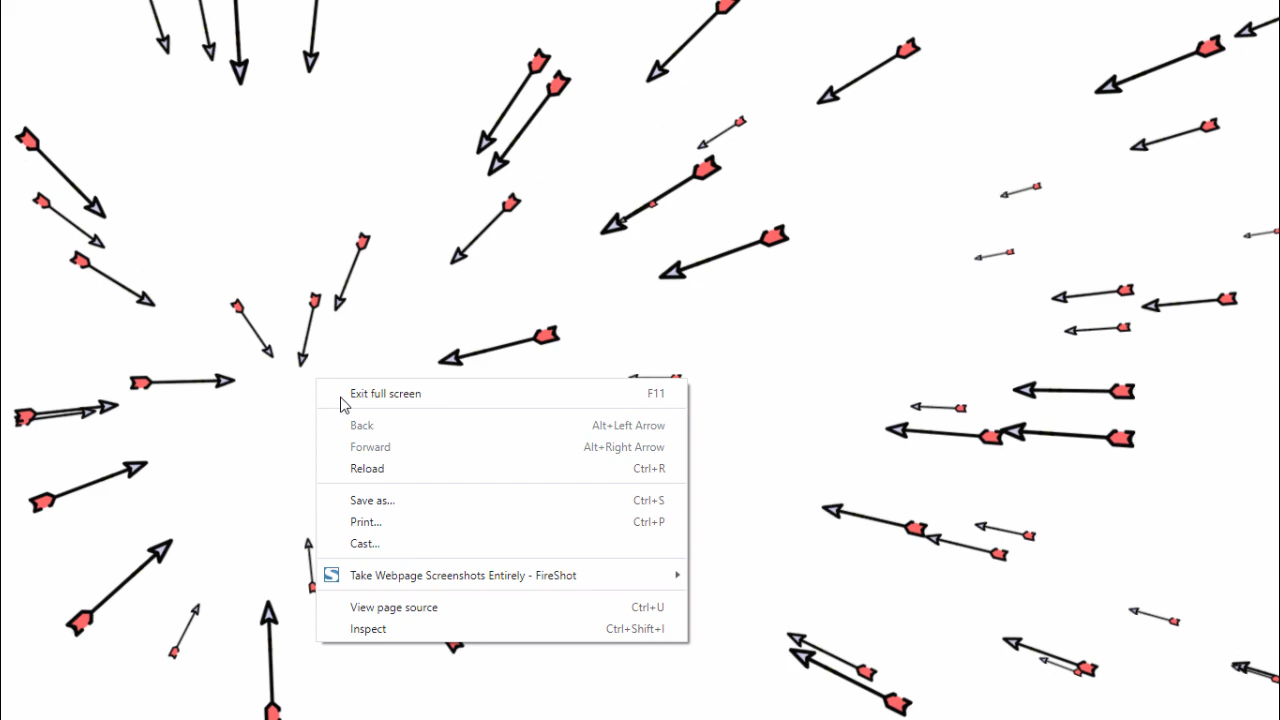 Exit full screen F11
Back Alt+Left Arrow
Forward Alt+Right Arrow
Reload Ctrl+R
Save as... Ctrl+S
Print... Ctrl+P
Cast...
Take Webpage Screenshots Entirely - FireShot
View page source Ctrl+U
Inspect Ctrl+Shift+I